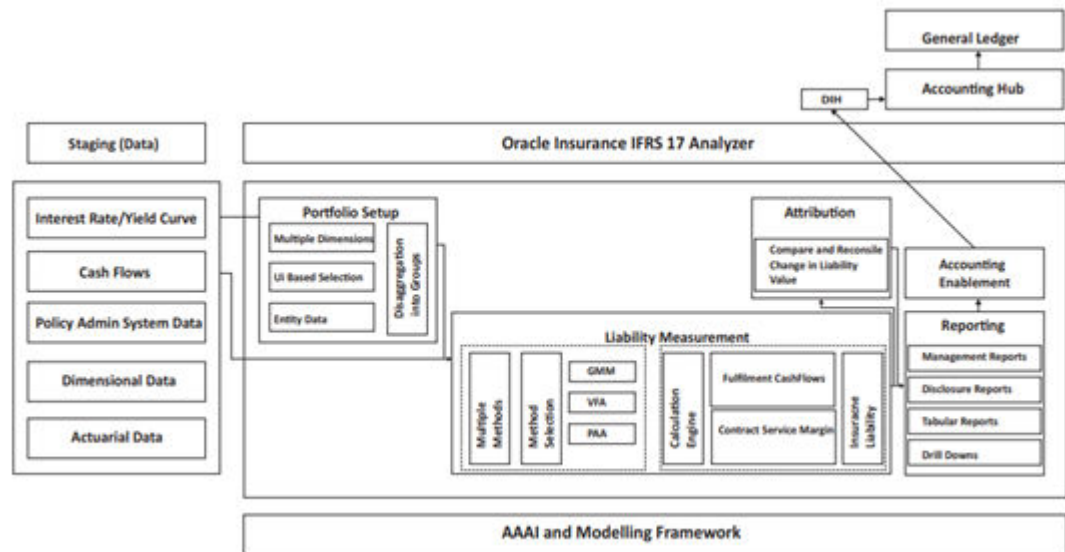 General Ledger
Accounting Hub
DIH
Staging (Data)
Oracle Insurance IFRS 17 Analyzer
Interest Rate/Yield Curve
Cash Flows
Policy Admin System Data
Dimensional Data
Actuarial Data
Portfolio Setup
Multiple Dimensions
UI Based Selection
Entity Data
Disaggregation
into Groups
Attribution
Compare and Reconcile
Change in Liability
Value
Accounting
Enablement
Liability Measurement
Multiple
Methods
Method
Selection
GMM
VFA
PAA
Calculation
Engine
Fulfilment CashFlows
Contract Service Margin
Insuracne
Liability
Reporting
Management Reports
Disclosure Reports
Tabular Reports
Drill Downs
AAAI and Modelling Framework